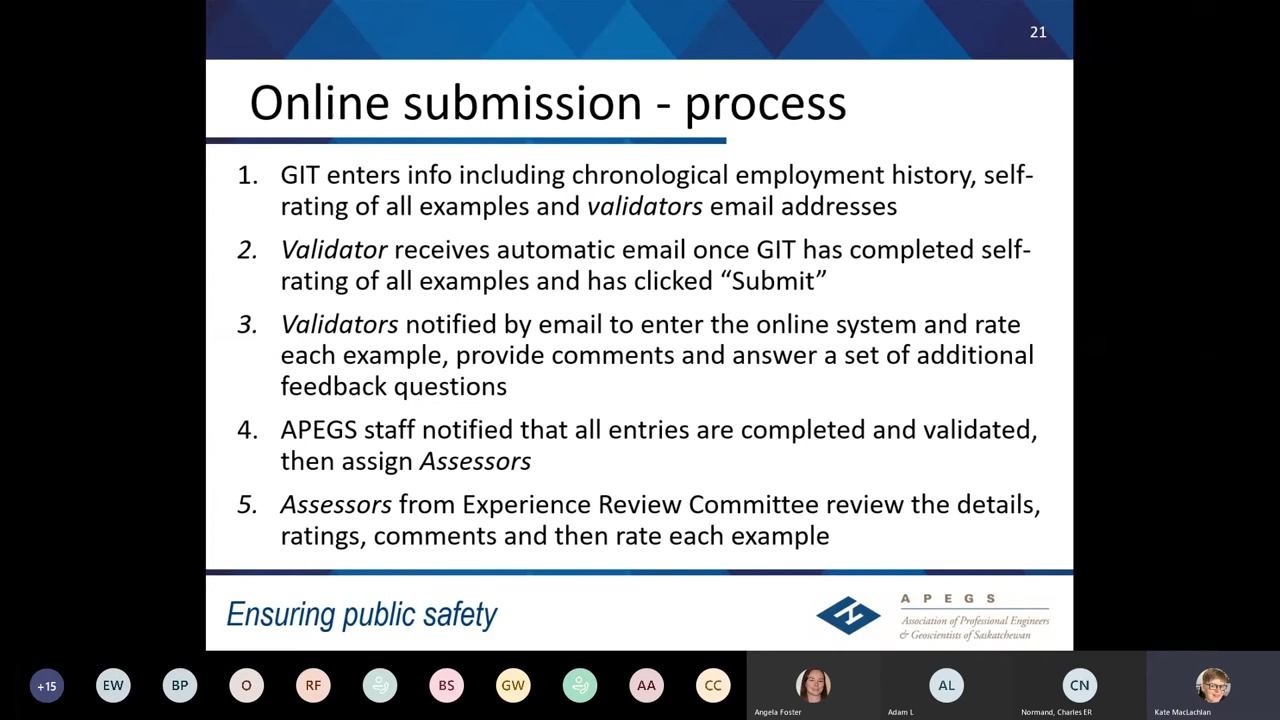 21
Online submission - process
1. GIT enters info including chronological employment history, self-
rating of all examples and validators email addresses
2. Validator receives automatic email once GIT has completed self-
rating of all examples and has clicked “Submit”
3. Validators notified by email to enter the online system and rate
each example, provide comments and answer a set of additional
feedback questions
4. APEGS staff notified that all entries are completed and validated,
then assign Assessors
5. Assessors from Experience Review Committee review the details,
ratings, comments and then rate each example
Ensuring public safety
APEGS
Association of Professional Engineers
& Geoscientists of Saskatchewan
+15 EW BP O RF BS GW AA CC AL CN
Angela Foster Adam L Normand, Charles ER Kate MacLachlan